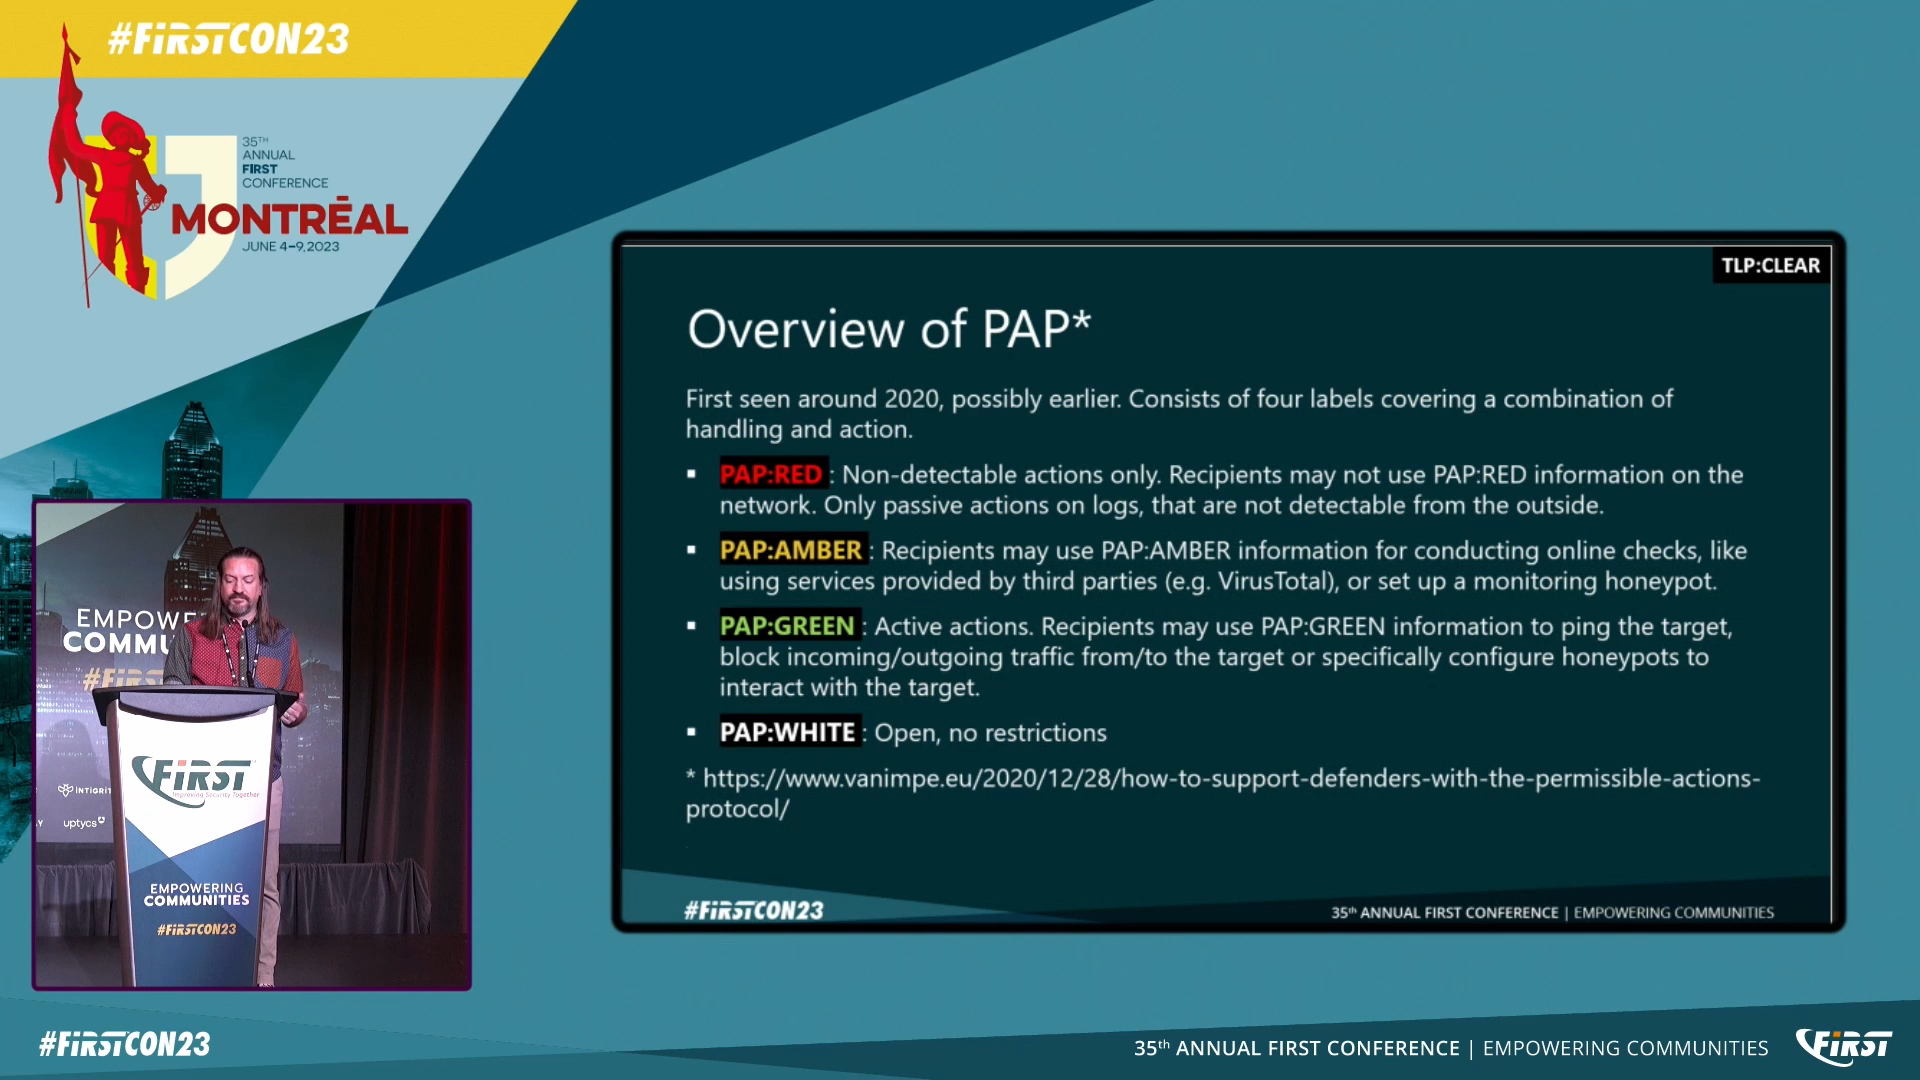 #FiRSTCON23
35TH
ANNUAL
FIRST
CONFERENCE
MONTRÉAL
JUNE 4–9, 2023
TLP:CLEAR
Overview of PAP*
First seen around 2020, possibly earlier. Consists of four labels covering a combination of
handling and action.
▪ PAP:RED : Non-detectable actions only. Recipients may not use PAP:RED information on the
network. Only passive actions on logs, that are not detectable from the outside.
▪ PAP:AMBER : Recipients may use PAP:AMBER information for conducting online checks, like
using services provided by third parties (e.g. VirusTotal), or set up a monitoring honeypot.
▪ PAP:GREEN : Active actions. Recipients may use PAP:GREEN information to ping the target,
block incoming/outgoing traffic from/to the target or specifically configure honeypots to
interact with the target.
▪ PAP:WHITE : Open, no restrictions
* https://www.vanimpe.eu/2020/12/28/how-to-support-defenders-with-the-permissible-actions-
protocol/
#FiRSTCON23
35th ANNUAL FIRST CONFERENCE | EMPOWERING COMMUNITIES
EMPOWE
COMMU
#FiRS
FiRST
Improving Security Together
INTIGRIT
uptycs
EMPOWERING
COMMUNITIES
#FiRSTCON23
#FiRSTCON23
35th ANNUAL FIRST CONFERENCE | EMPOWERING COMMUNITIES
FiRST